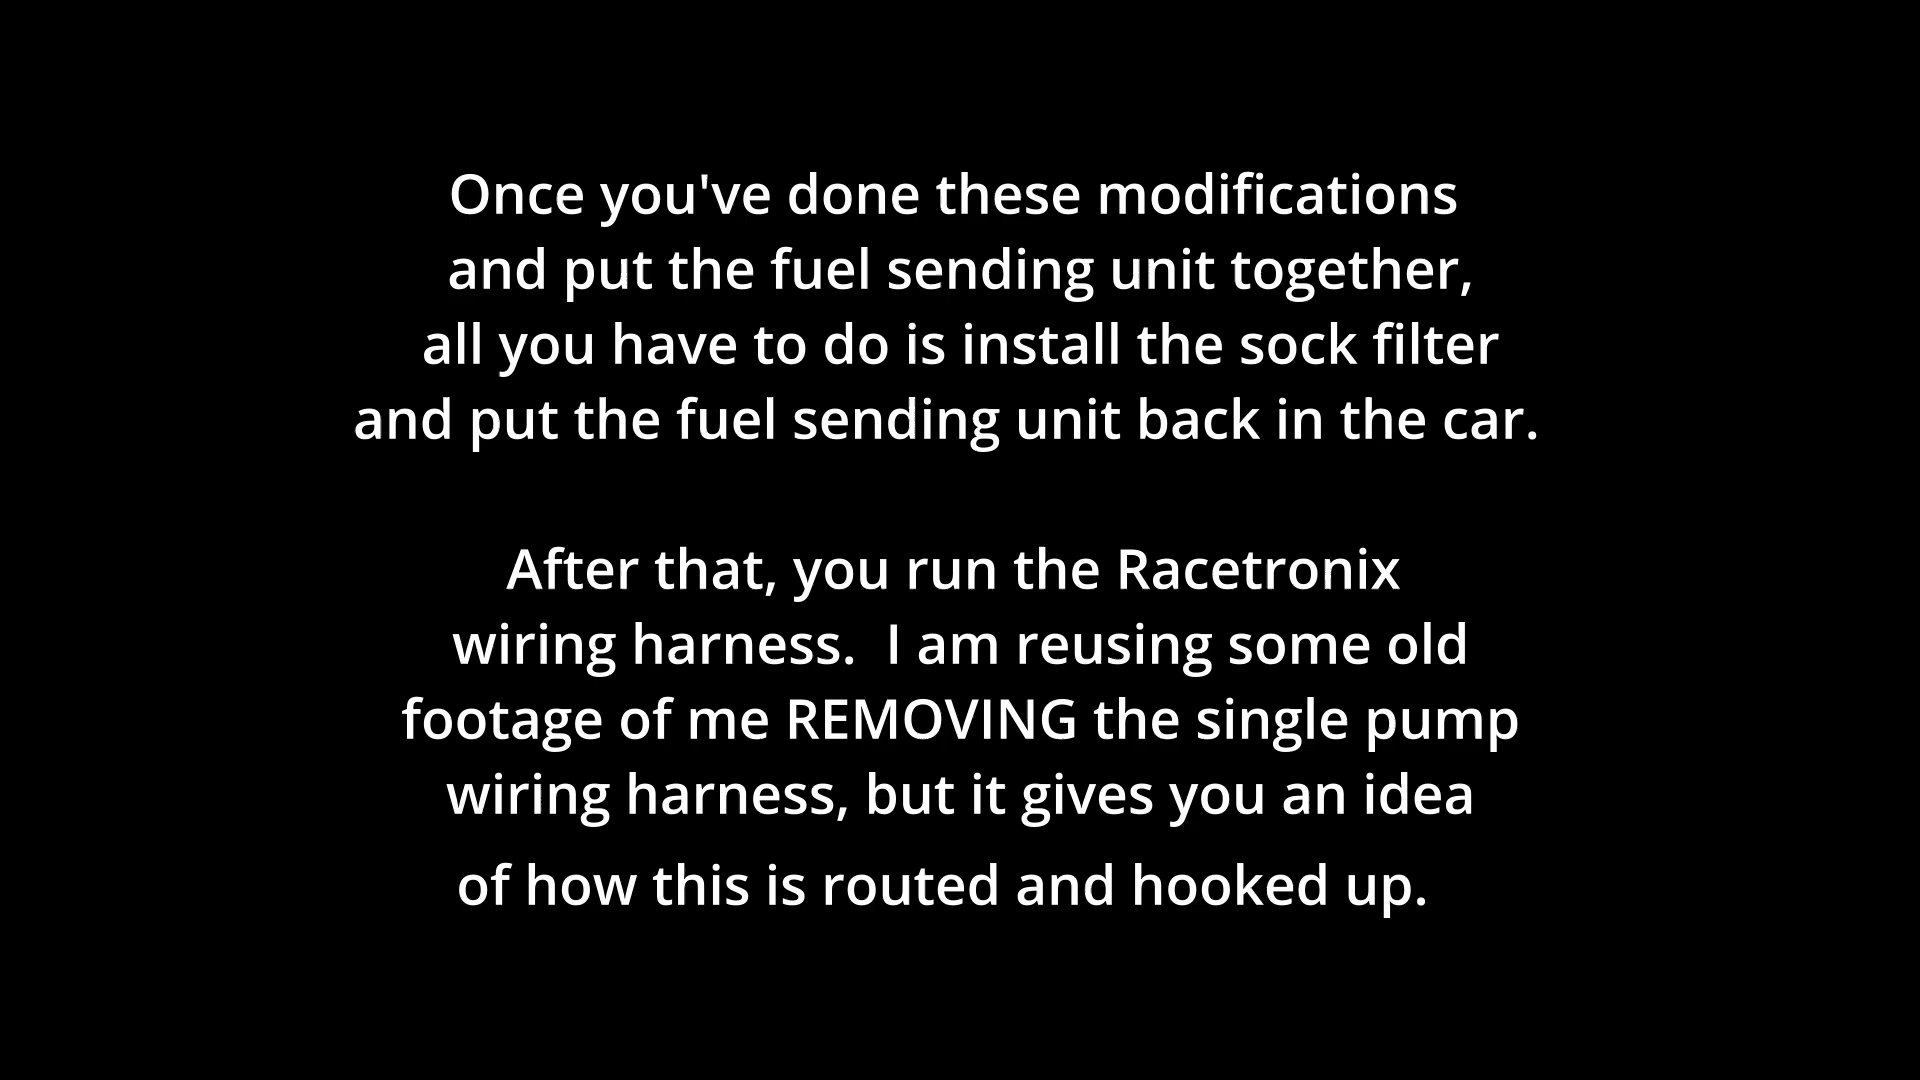 Once you've done these modifications
and put the fuel sending unit together,
all you have to do is install the sock filter
and put the fuel sending unit back in the car.
After that, you run the Racetronix
wiring harness.  I am reusing some old
footage of me REMOVING the single pump
wiring harness, but it gives you an idea
of how this is routed and hooked up.